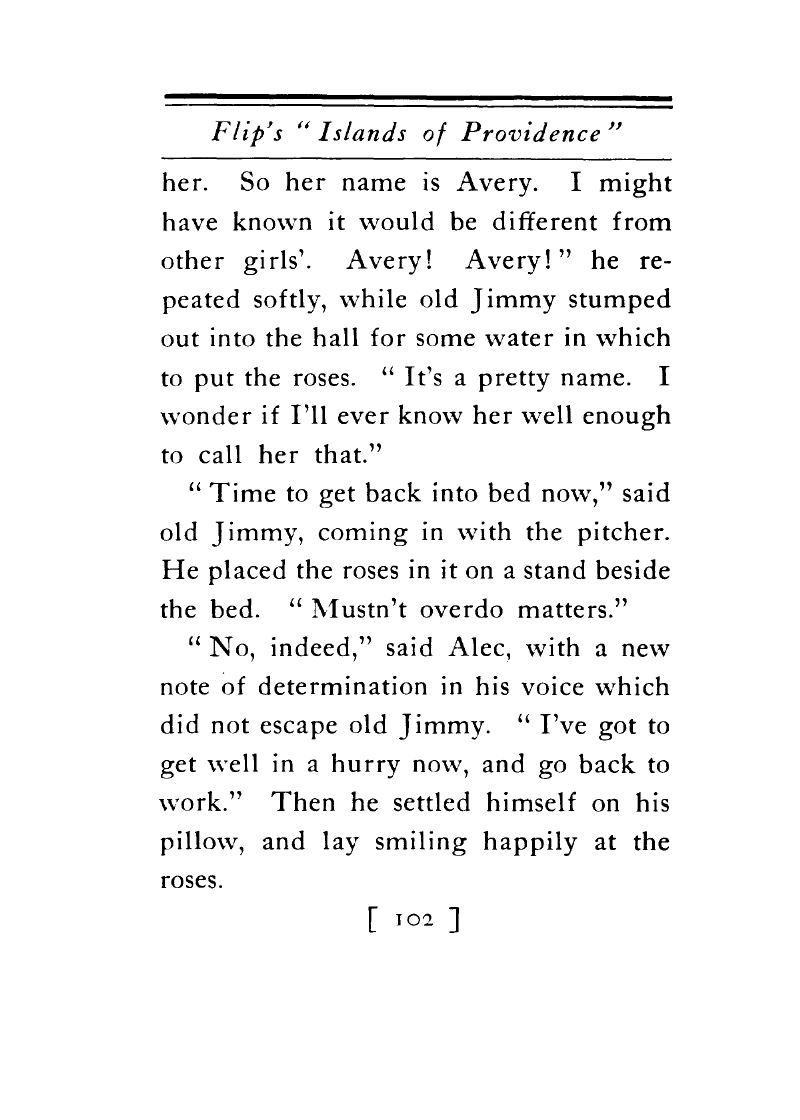 Flip's “Islands of Providence”
her. So her name is Avery. I might
have known it would be different from
other girls'. Avery! Avery!” he re-
peated softly, while old Jimmy stumped
out into the hall for some water in which
to put the roses. “It's a pretty name. I
wonder if I'll ever know her well enough
to call her that.”
“Time to get back into bed now,” said
old Jimmy, coming in with the pitcher.
He placed the roses in it on a stand beside
the bed. “Mustn't overdo matters.”
“No, indeed,” said Alec, with a new
note of determination in his voice which
did not escape old Jimmy. “I've got to
get well in a hurry now, and go back to
work.” Then he settled himself on his
pillow, and lay smiling happily at the
roses.
[ 102 ]